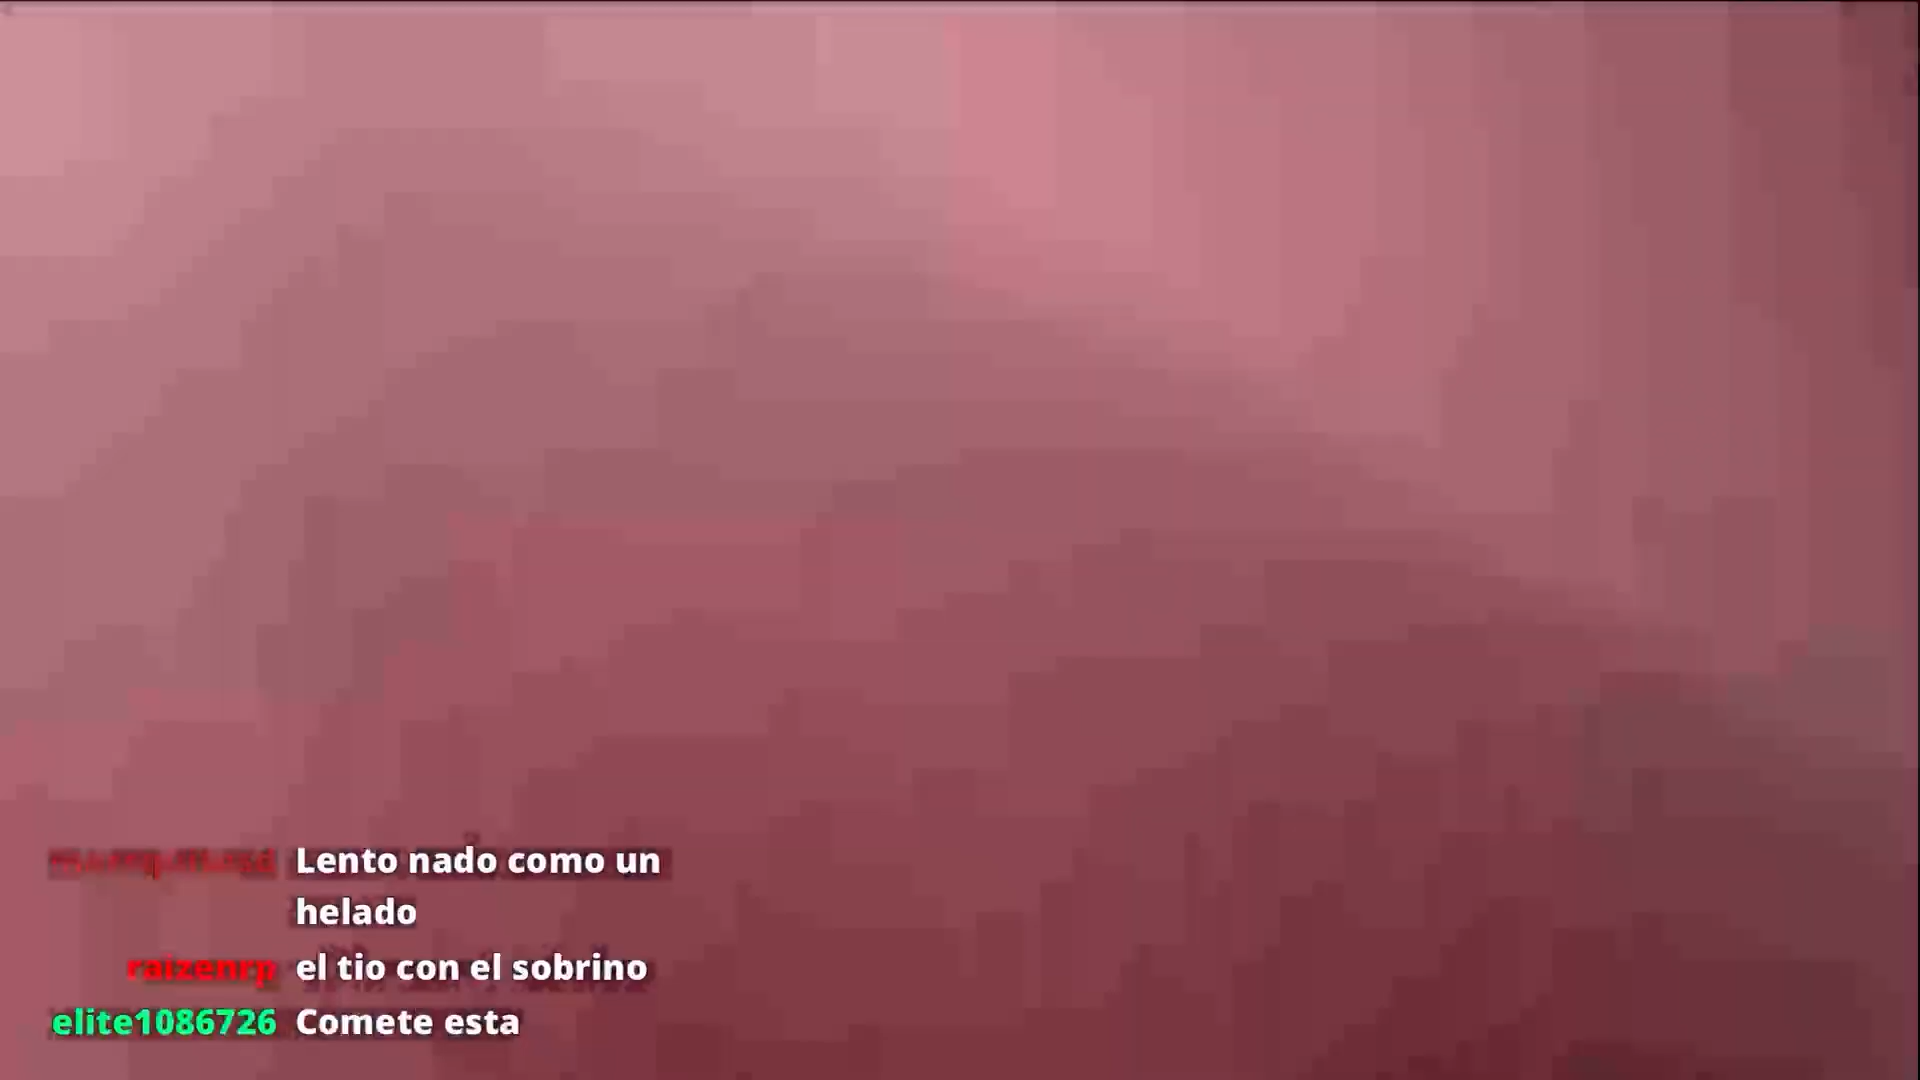 Lento nado como un
helado
raizenrp el tio con el sobrino
elite1086726 Comete esta